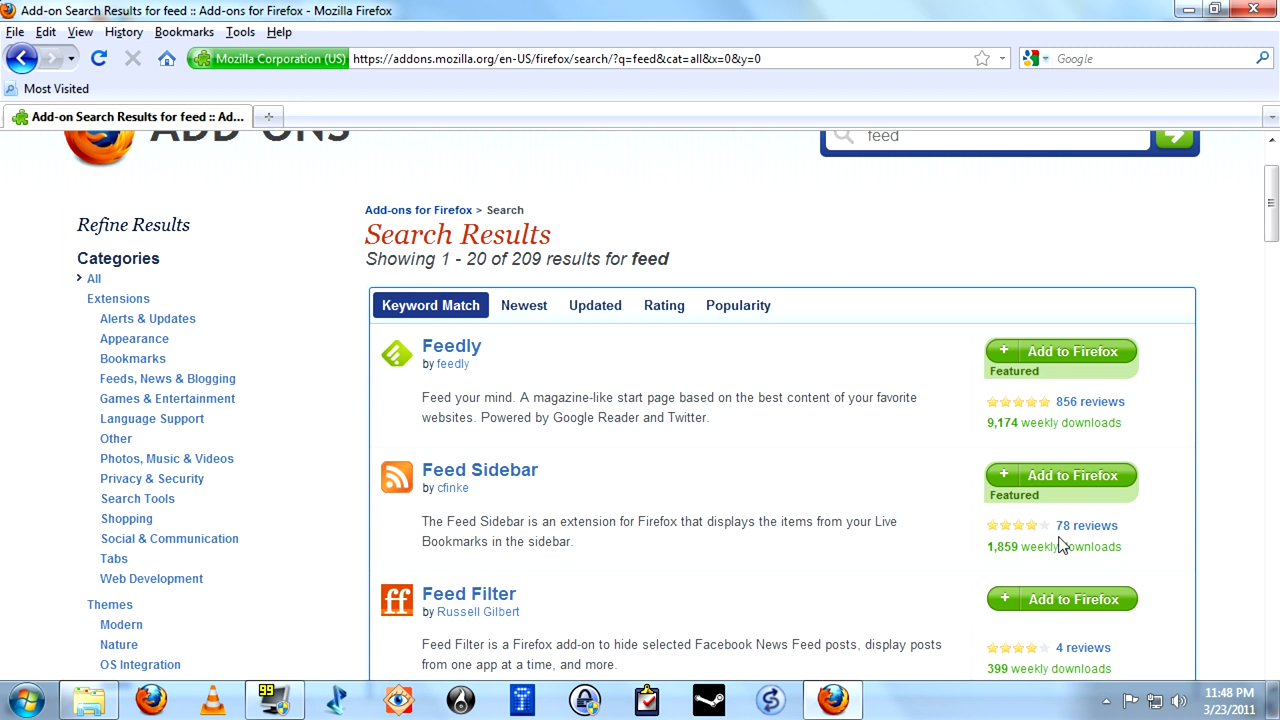 Add-on Search Results for feed :: Add-ons for Firefox - Mozilla Firefox
File Edit View History Bookmarks Tools Help
Mozilla Corporation (US) https://addons.mozilla.org/en-US/firefox/search/?q=feed&cat=all&x=0&y=0 Google
Most Visited
Add-on Search Results for feed :: Ad...
ADD-ONS
feed
Refine Results
Categories
All
Extensions
Alerts & Updates
Appearance
Bookmarks
Feeds, News & Blogging
Games & Entertainment
Language Support
Other
Photos, Music & Videos
Privacy & Security
Search Tools
Shopping
Social & Communication
Tabs
Web Development
Themes
Modern
Nature
OS Integration
Add-ons for Firefox > Search
Search Results
Showing 1 - 20 of 209 results for feed
Keyword Match Newest Updated Rating Popularity
Feedly
by feedly
Feed your mind. A magazine-like start page based on the best content of your favorite
websites. Powered by Google Reader and Twitter.
+ Add to Firefox
Featured
856 reviews
9,174 weekly downloads
Feed Sidebar
by cfinke
The Feed Sidebar is an extension for Firefox that displays the items from your Live
Bookmarks in the sidebar.
+ Add to Firefox
Featured
78 reviews
1,859 weekly downloads
ff
Feed Filter
by Russell Gilbert
Feed Filter is a Firefox add-on to hide selected Facebook News Feed posts, display posts
from one app at a time, and more.
+ Add to Firefox
4 reviews
399 weekly downloads
99
11:48 PM
3/23/2011